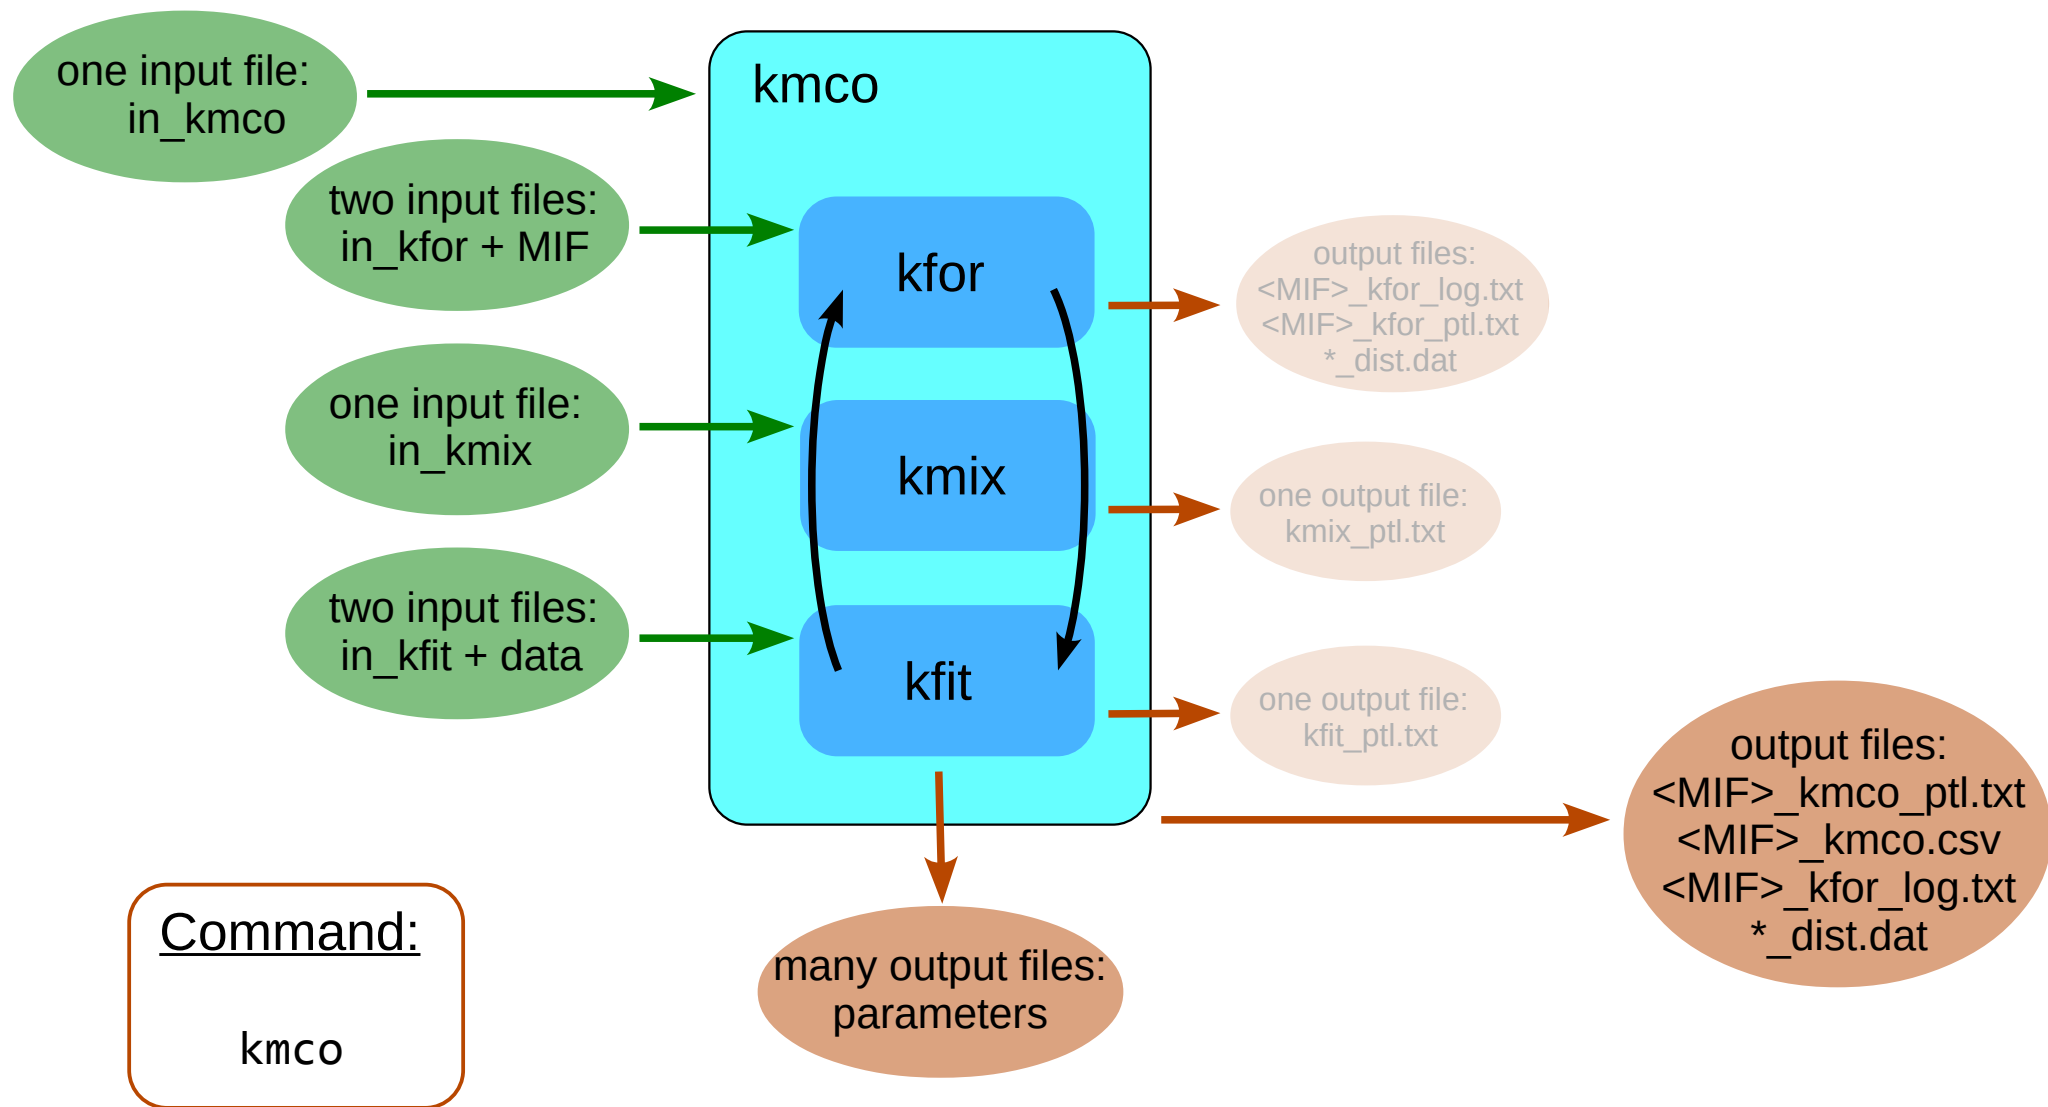 one input file:
in_kmco
kmco
two input files:
in_kfor + MIF
kfor
output files:
<MIF>_kfor_log.txt
<MIF>_kfor_ptl.txt
*_dist.dat
one input file:
in_kmix
kmix
one output file:
kmix_ptl.txt
two input files:
in_kfit + data
kfit
one output file:
kfit_ptl.txt
output files:
<MIF>_kmco_ptl.txt
<MIF>_kmco.csv
<MIF>_kfor_log.txt
*_dist.dat
many output files:
parameters
Command:
kmco